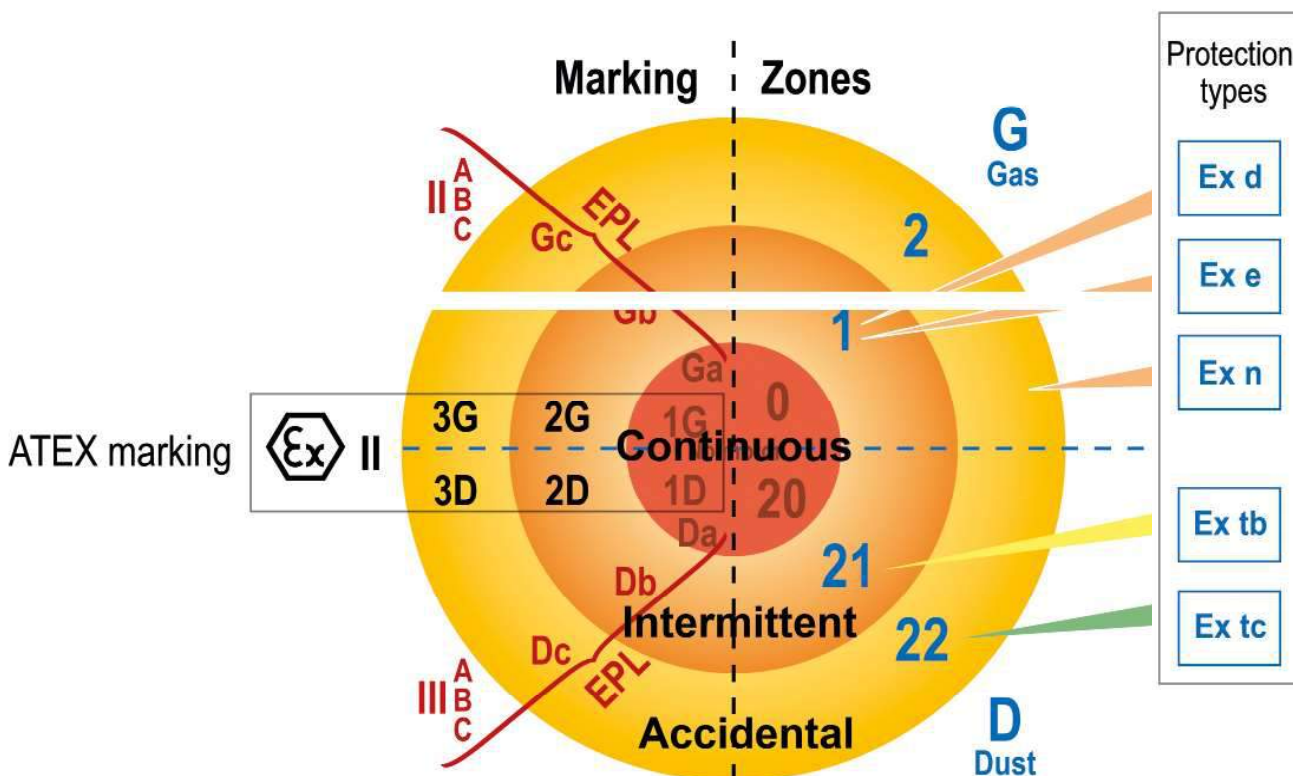 Marking Zones
Protection types
G
Gas
II A B C
EPL
Gc
2
Ex d
Ex e
Gb
1
Ex n
Ga
0
ATEX marking
Ex II
3G 2G 1G
Continuous
3D 2D 1D
20
Da
Ex tb
21
Db
Intermittent
22
Ex tc
Dc
EPL
III A B C
D
Dust
Accidental